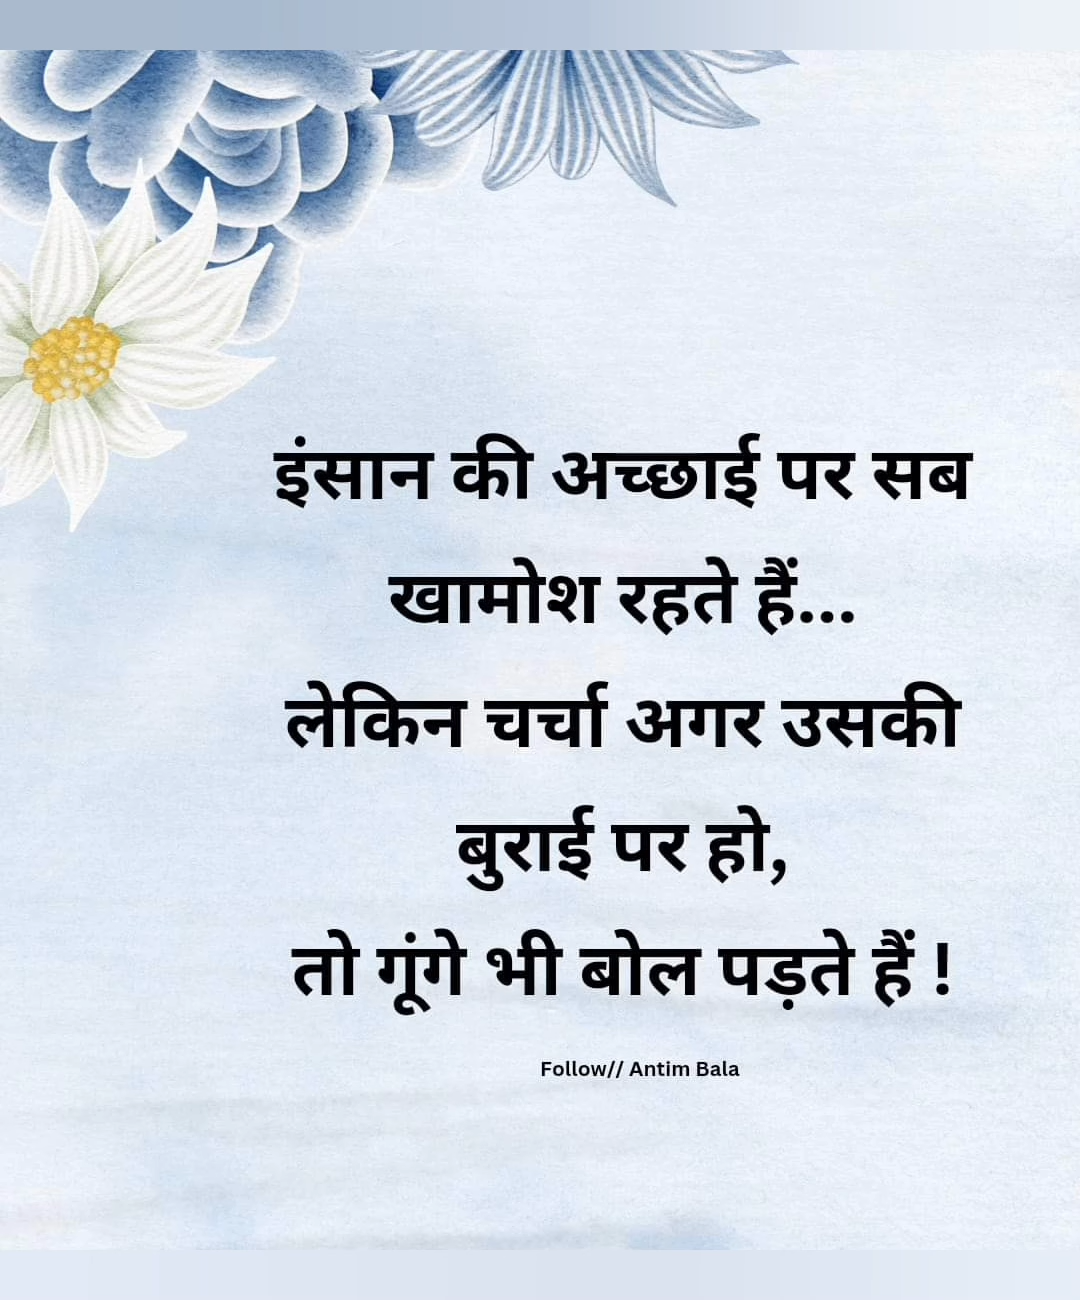 इंसान की अच्छाई पर सब
खामोश रहते हैं...
लेकिन चर्चा अगर उसकी
बुराई पर हो,
तो गूंगे भी बोल पड़ते हैं !
Follow// Antim Bala